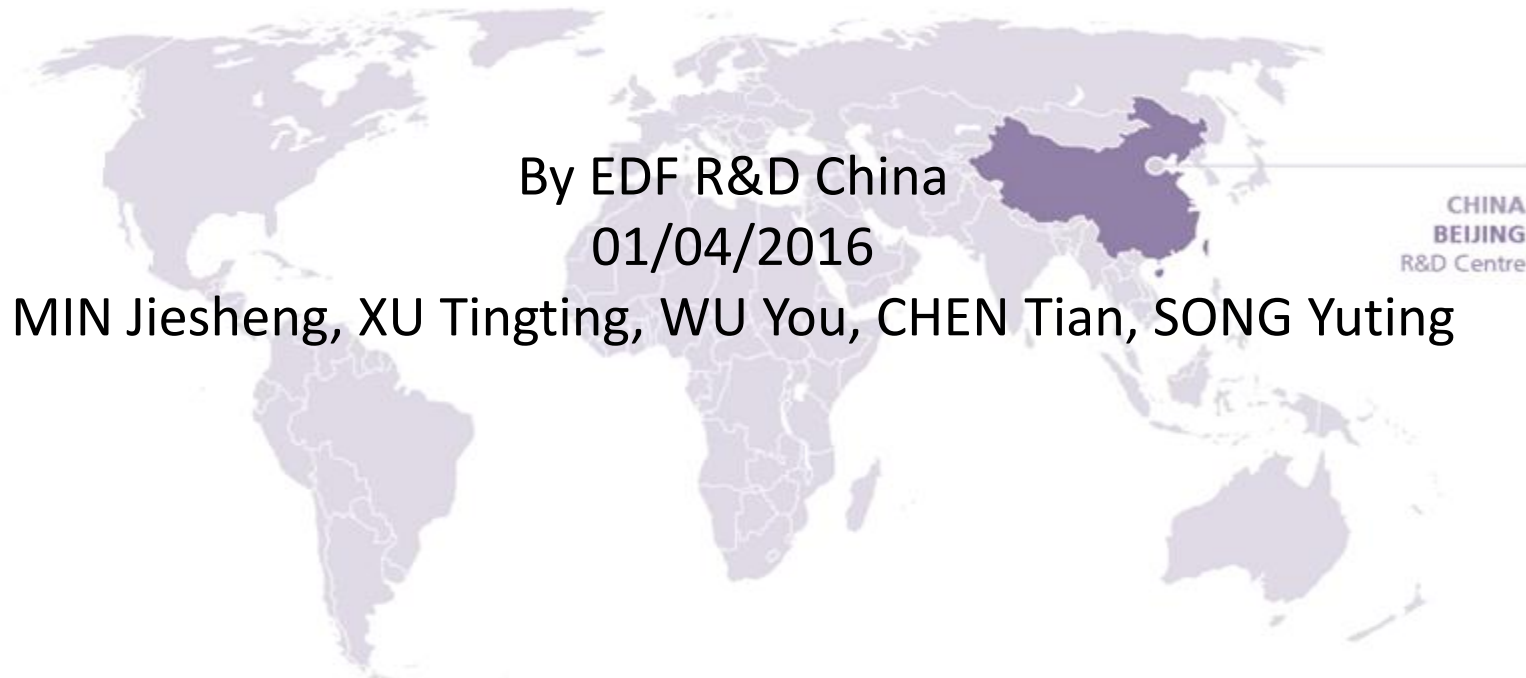 By EDF R&D China
01/04/2016
MIN Jiesheng, XU Tingting, WU You, CHEN Tian, SONG Yuting
CHINA
BEIJING
R&D Centre